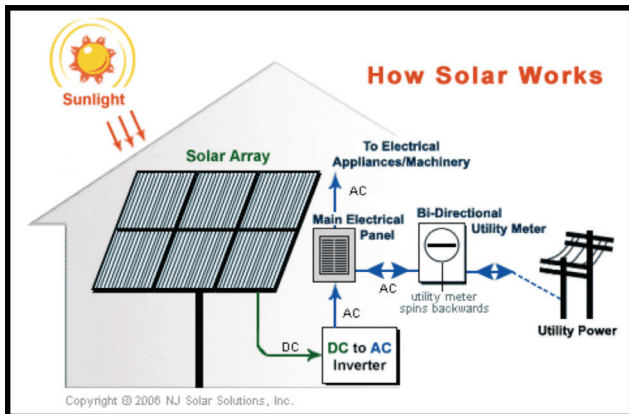 How Solar Works
Sunlight
Solar Array
To Electrical
Appliances/Machinery
AC
Main Electrical
Panel
Bi-Directional
Utility Meter
AC
utility meter
spins backwards
Utility Power
AC
DC
DC to AC
Inverter
Copyright © 2006 NJ Solar Solutions, Inc.